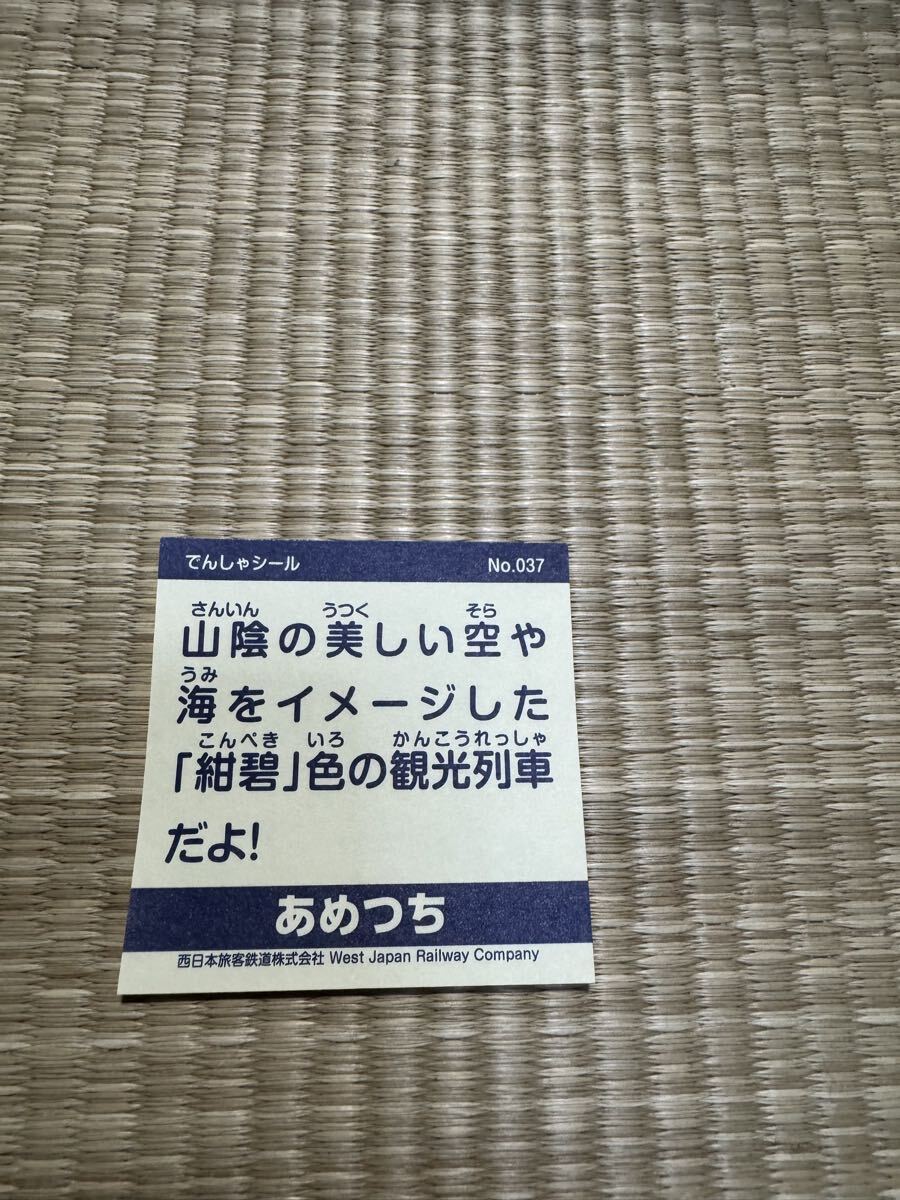 でんしゃシール No.037
さんいん うつく そら
山陰の美しい空や
うみ
海をイメージした
こんぺき いろ かんこうれっしゃ
「紺碧」色の観光列車
だよ!
あめつち
西日本旅客鉄道株式会社 West Japan Railway Company